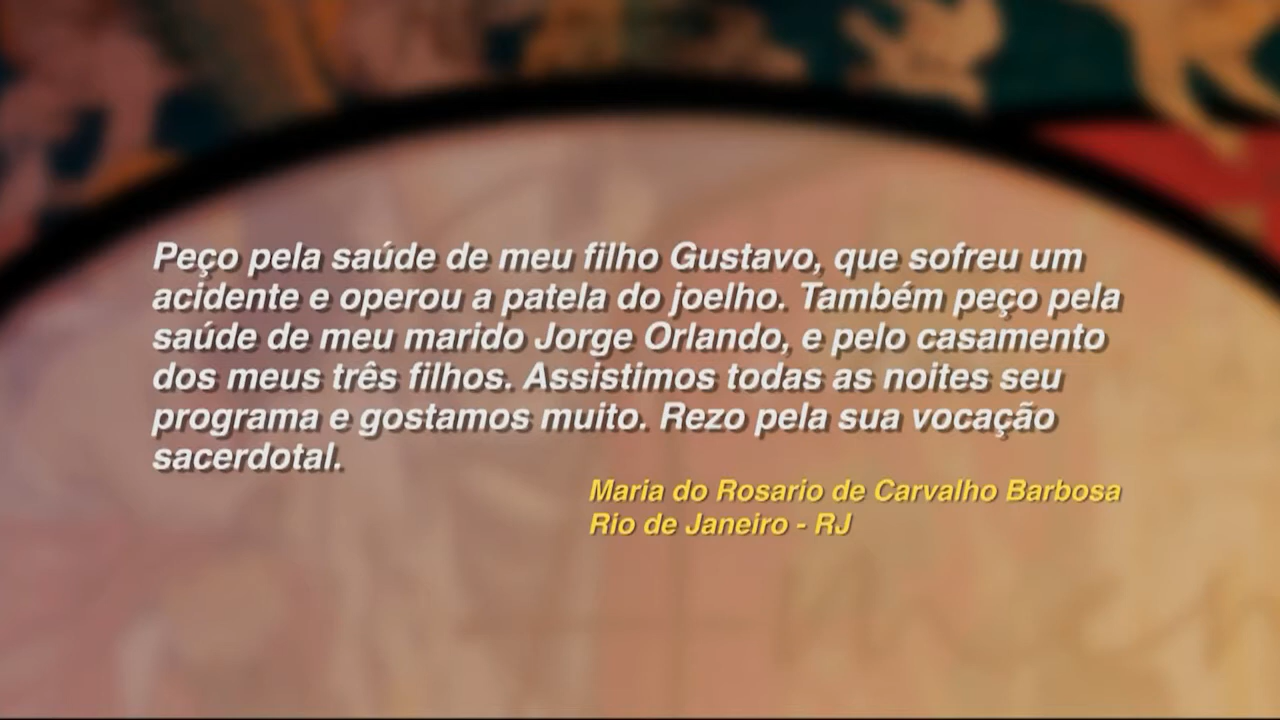 Peço pela saúde de meu filho Gustavo, que sofreu um
acidente e operou a patela do joelho. Também peço pela
saúde de meu marido Jorge Orlando, e pelo casamento
dos meus três filhos. Assistimos todas as noites seu
programa e gostamos muito. Rezo pela sua vocação
sacerdotal.
Maria do Rosario de Carvalho Barbosa
Rio de Janeiro - RJ